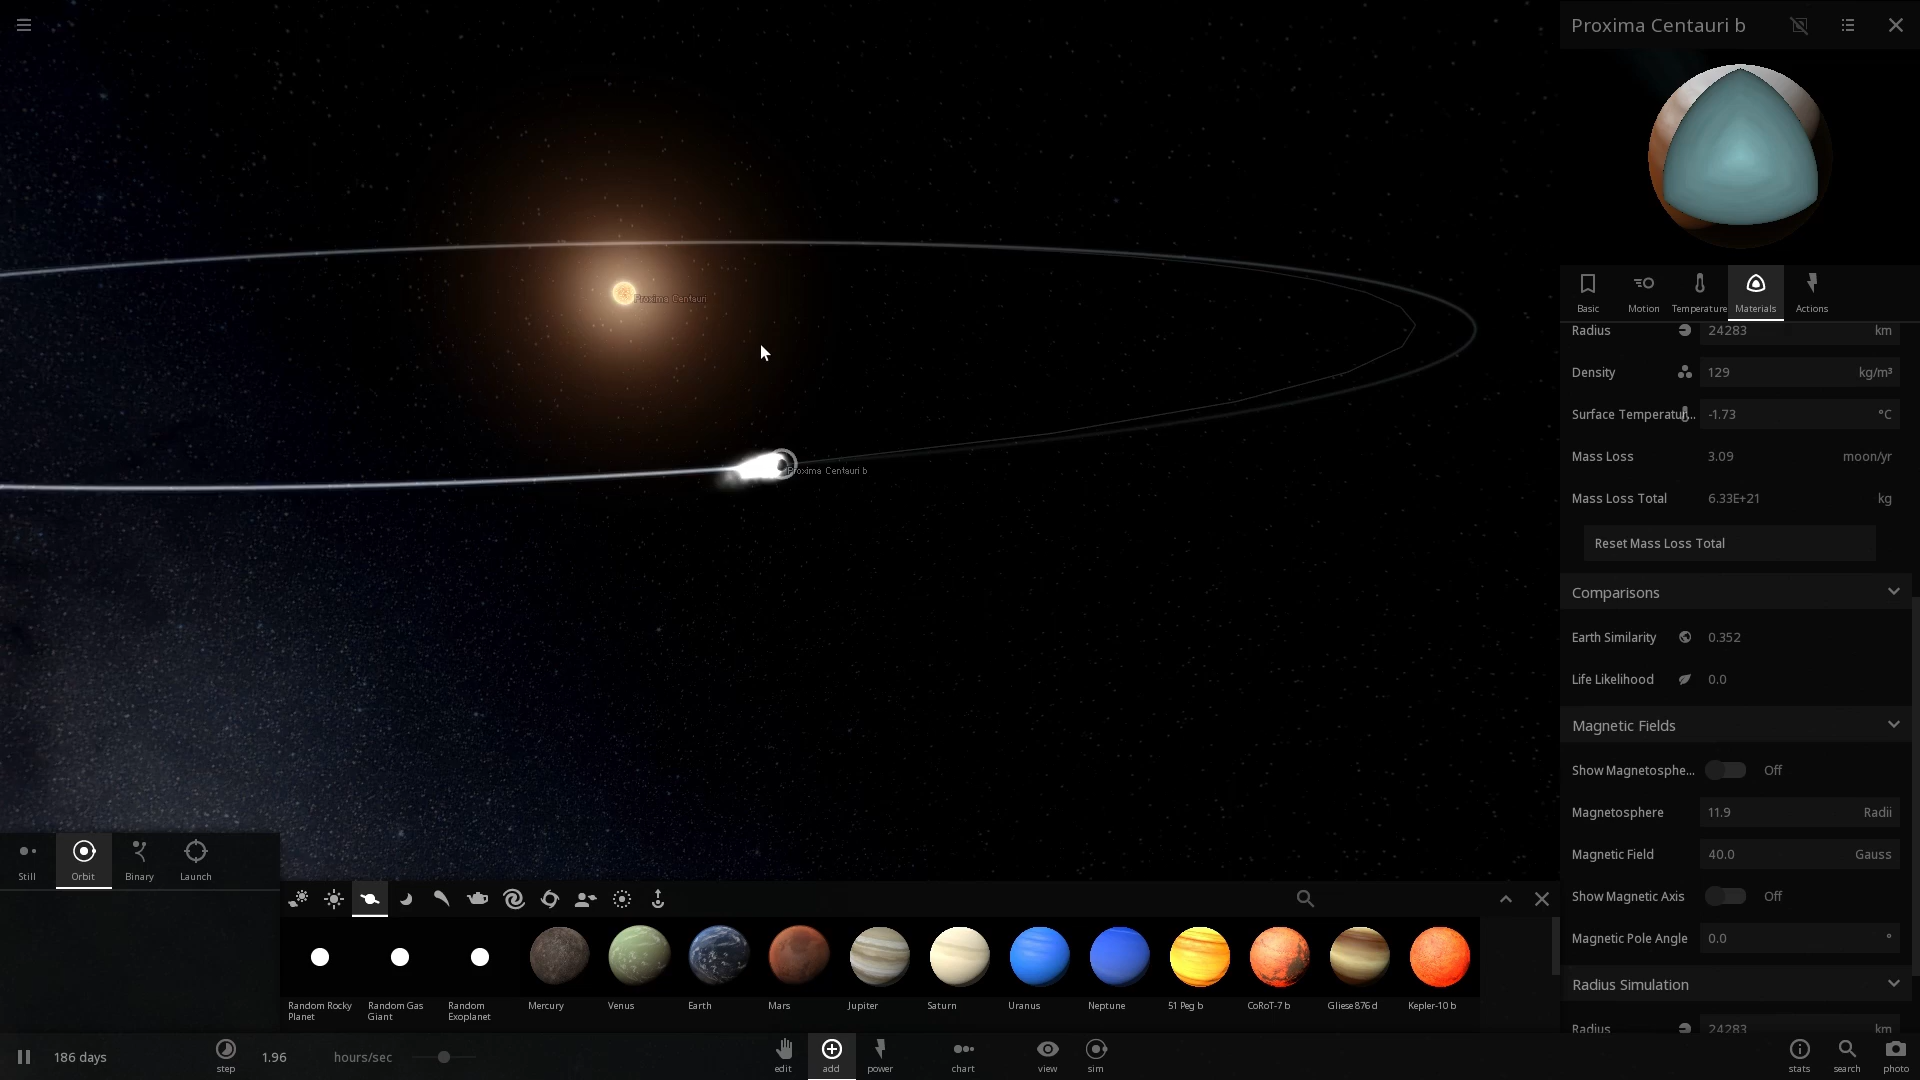 Proxima Centauri b
Proxima Centauri
Proxima Centauri b
Basic
Motion
Temperature
Materials
Actions
Radius 24283 km
Density 129 kg/m³
Surface Temperatur... -1.73 °C
Mass Loss 3.09 moon/yr
Mass Loss Total 6.33E+21 kg
Reset Mass Loss Total
Comparisons
Earth Similarity 0.352
Life Likelihood 0.0
Magnetic Fields
Show Magnetosphe... Off
Magnetosphere 11.9 Radii
Magnetic Field 40.0 Gauss
Show Magnetic Axis Off
Magnetic Pole Angle 0.0 °
Radius Simulation
Radius 24283 km
Still
Orbit
Binary
Launch
Random Rocky
Planet
Random Gas
Giant
Random
Exoplanet
Mercury
Venus
Earth
Mars
Jupiter
Saturn
Uranus
Neptune
51 Peg b
CoRoT-7 b
Gliese 876 d
Kepler-10 b
186 days
step
1.96 hours/sec
edit
add
power
chart
view
sim
stats
search
photo